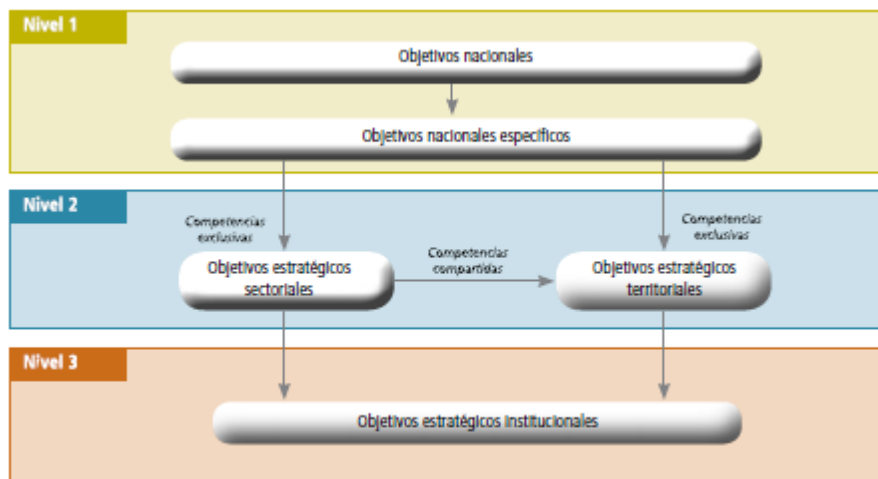 Nivel 1
Objetivos nacionales
Objetivos nacionales específicos
Nivel 2
Competencias
exclusivas
Competencias
compartidas
Competencias
exclusivas
Objetivos estratégicos
sectoriales
Objetivos estratégicos
territoriales
Nivel 3
Objetivos estratégicos institucionales